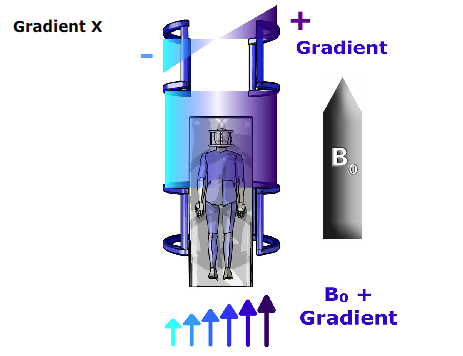 Gradient X
+
Gradient
-
B₀
B₀ +
Gradient